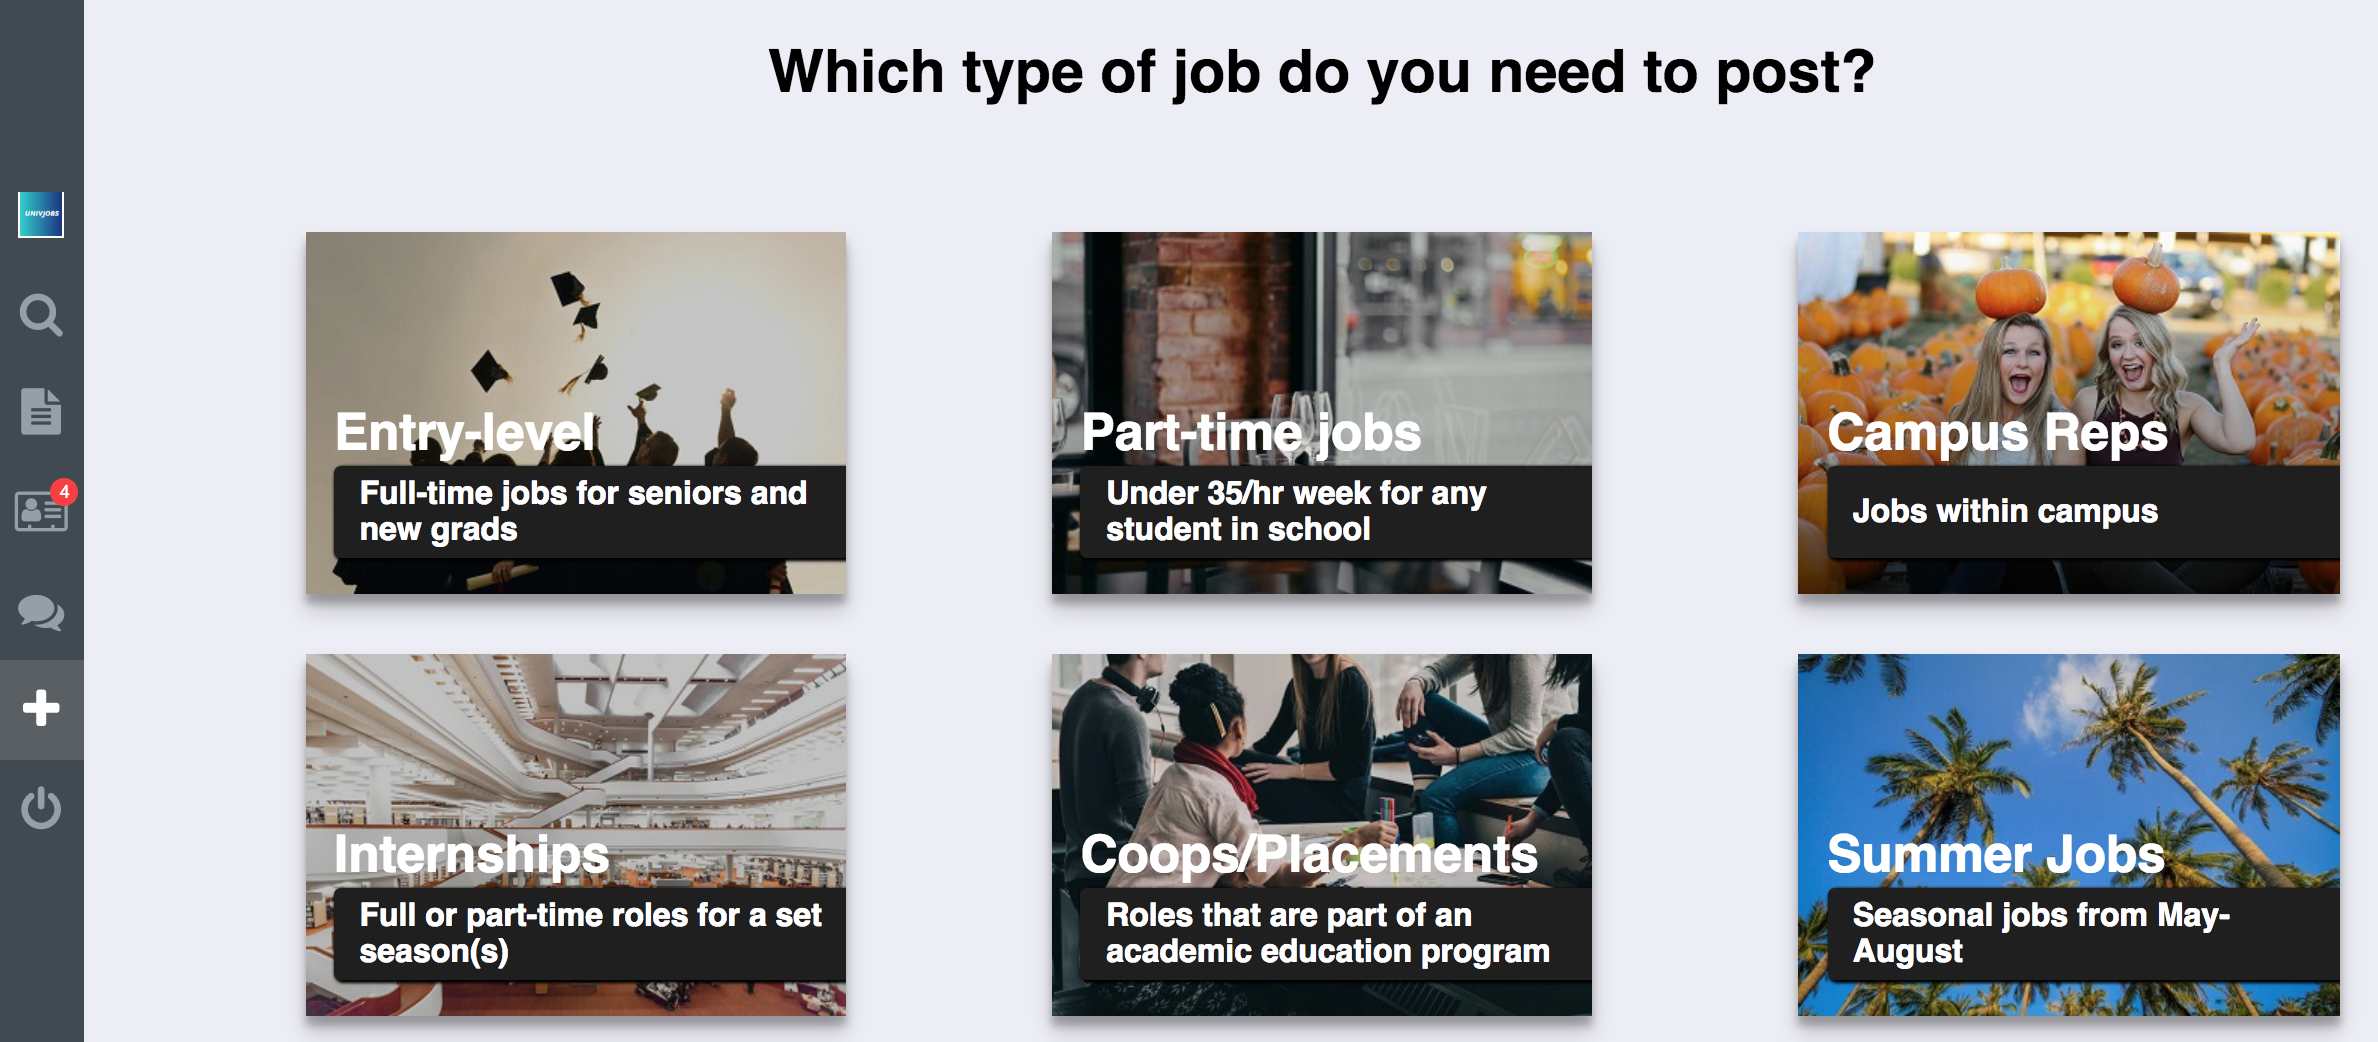 Which type of job do you need to post?
UNIVJOBS
4
Entry-level
Full-time jobs for seniors and
new grads
Part-time jobs
Under 35/hr week for any
student in school
Campus Reps
Jobs within campus
Internships
Full or part-time roles for a set
season(s)
Coops/Placements
Roles that are part of an
academic education program
Summer Jobs
Seasonal jobs from May-
August